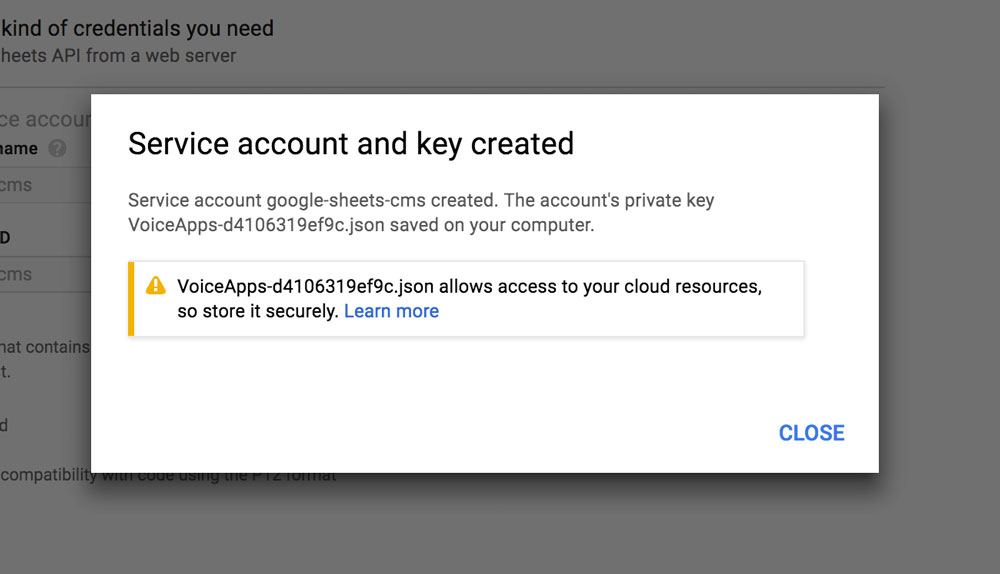 kind of credentials you need
heets API from a web server
ce accour
name
cms
D
cms
hat contains
t.
d
compatibility with code using the P12 format
Service account and key created
Service account google-sheets-cms created. The account's private key
VoiceApps-d4106319ef9c.json saved on your computer.
VoiceApps-d4106319ef9c.json allows access to your cloud resources,
so store it securely. Learn more
CLOSE